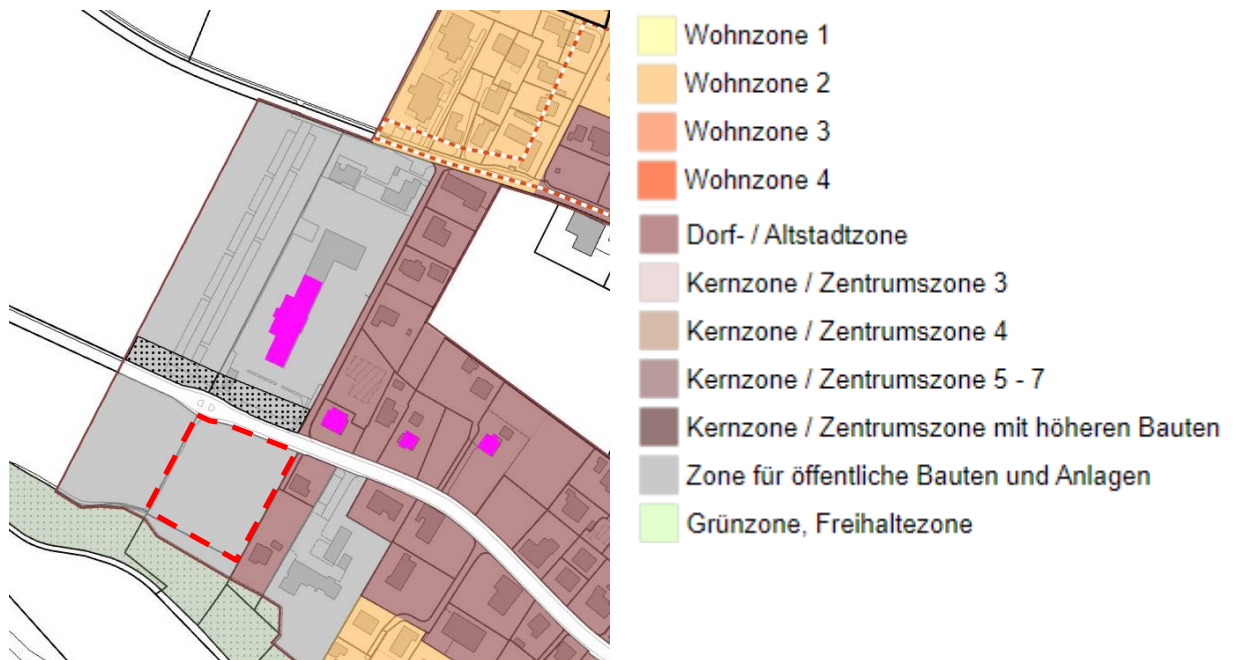 Wohnzone 1
Wohnzone 2
Wohnzone 3
Wohnzone 4
Dorf- / Altstadtzone
Kernzone / Zentrumszone 3
Kernzone / Zentrumszone 4
Kernzone / Zentrumszone 5 - 7
Kernzone / Zentrumszone mit höheren Bauten
Zone für öffentliche Bauten und Anlagen
Grünzone, Freihaltezone